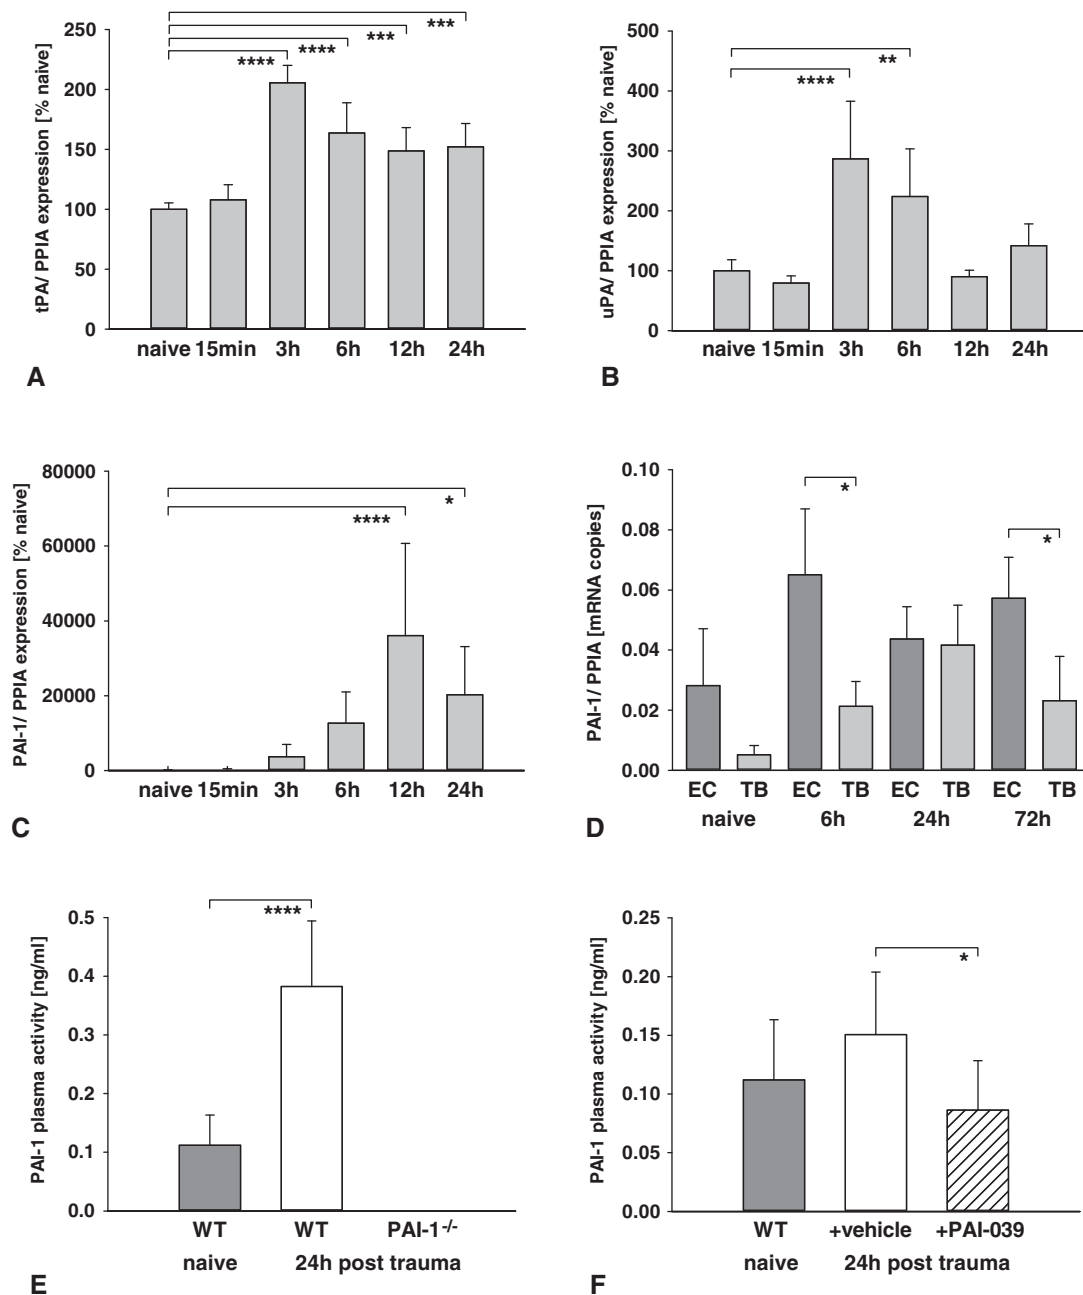 tPA/ PPIA expression [% naive]
200
150
100
50
0
250
***
***
****
****
naive 15min 3h 6h 12h 24h
A
uPA/ PPIA expression [% naive]
500
400
300
200
100
0
**
****
naive 15min 3h 6h 12h 24h
B
PAI-1/ PPIA expression [% naive]
80000
60000
40000
20000
0
*
****
naive 15min 3h 6h 12h 24h
C
PAI-1/ PPIA [mRNA copies]
0.10
0.08
0.06
0.04
0.02
0.00
*
*
EC TB EC TB EC TB EC TB
naive 6h 24h 72h
D
PAI-1 plasma activity [ng/ml]
0.5
0.4
0.3
0.2
0.1
0.0
****
WT WT PAI-1-/-
naive 24h post trauma
E
PAI-1 plasma activity [ng/ml]
0.25
0.20
0.15
0.10
0.05
0.00
*
WT +vehicle +PAI-039
naive 24h post trauma
F